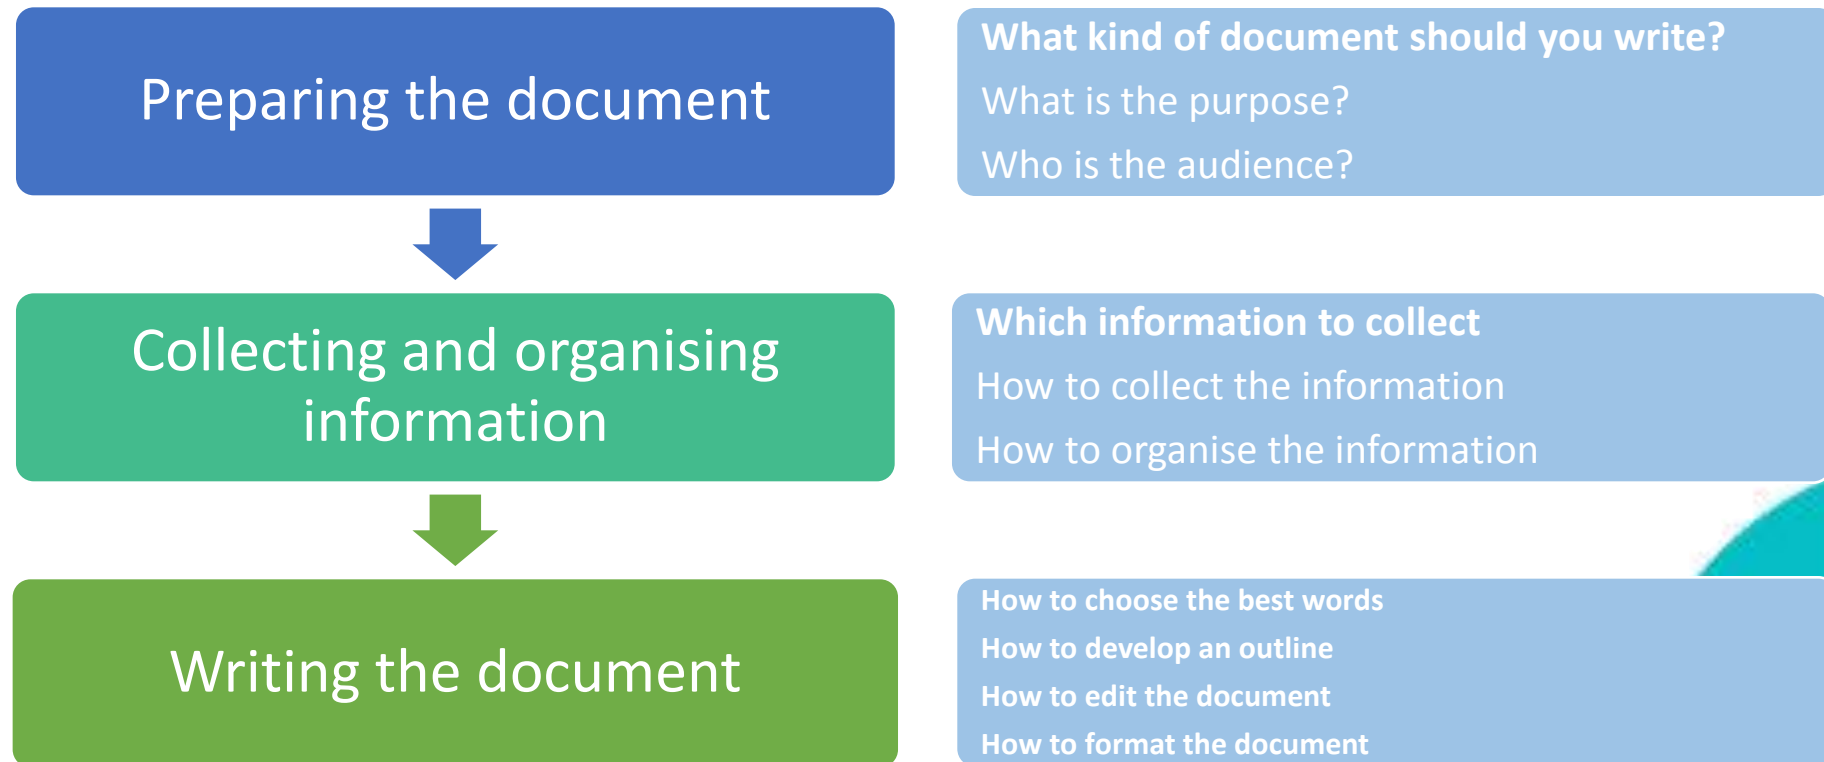 Preparing the document
What kind of document should you write?
What is the purpose?
Who is the audience?
Collecting and organising
information
Which information to collect
How to collect the information
How to organise the information
Writing the document
How to choose the best words
How to develop an outline
How to edit the document
How to format the document